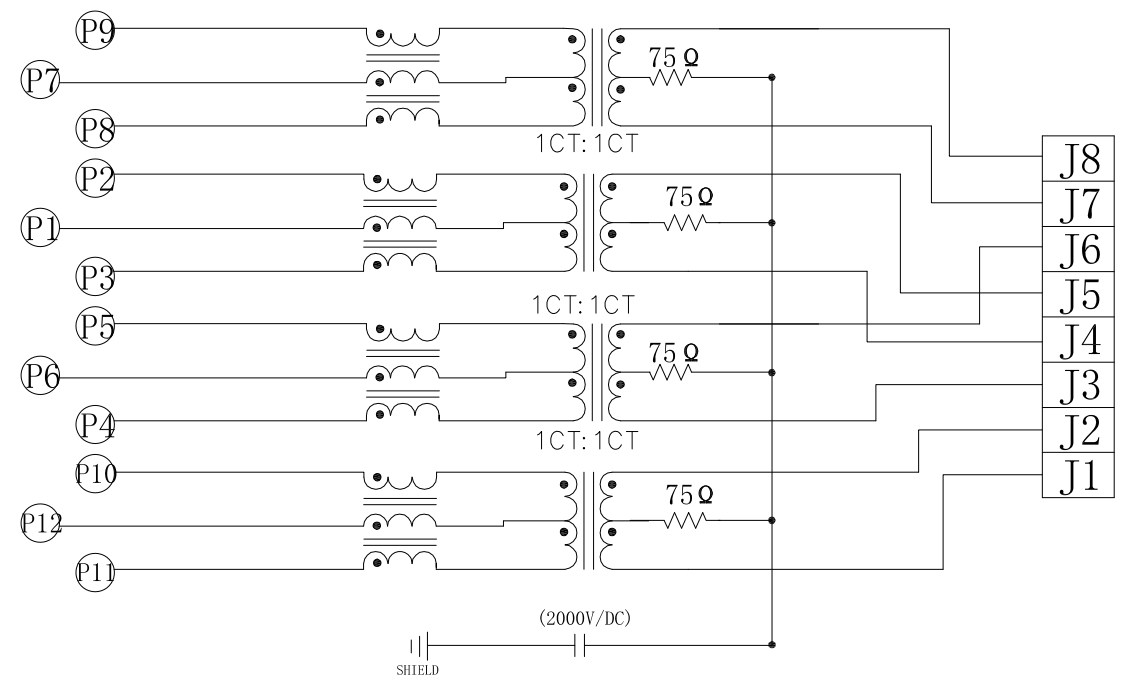 P9
75Ω
P7
P8
1CT:1CT
J8
P2
75Ω
J7
P1
J6
P3
J5
1CT:1CT
P5
J4
75Ω
P6
J3
P4
J2
1CT:1CT
P10
J1
75Ω
P12
P11
(2000V/DC)
SHIELD